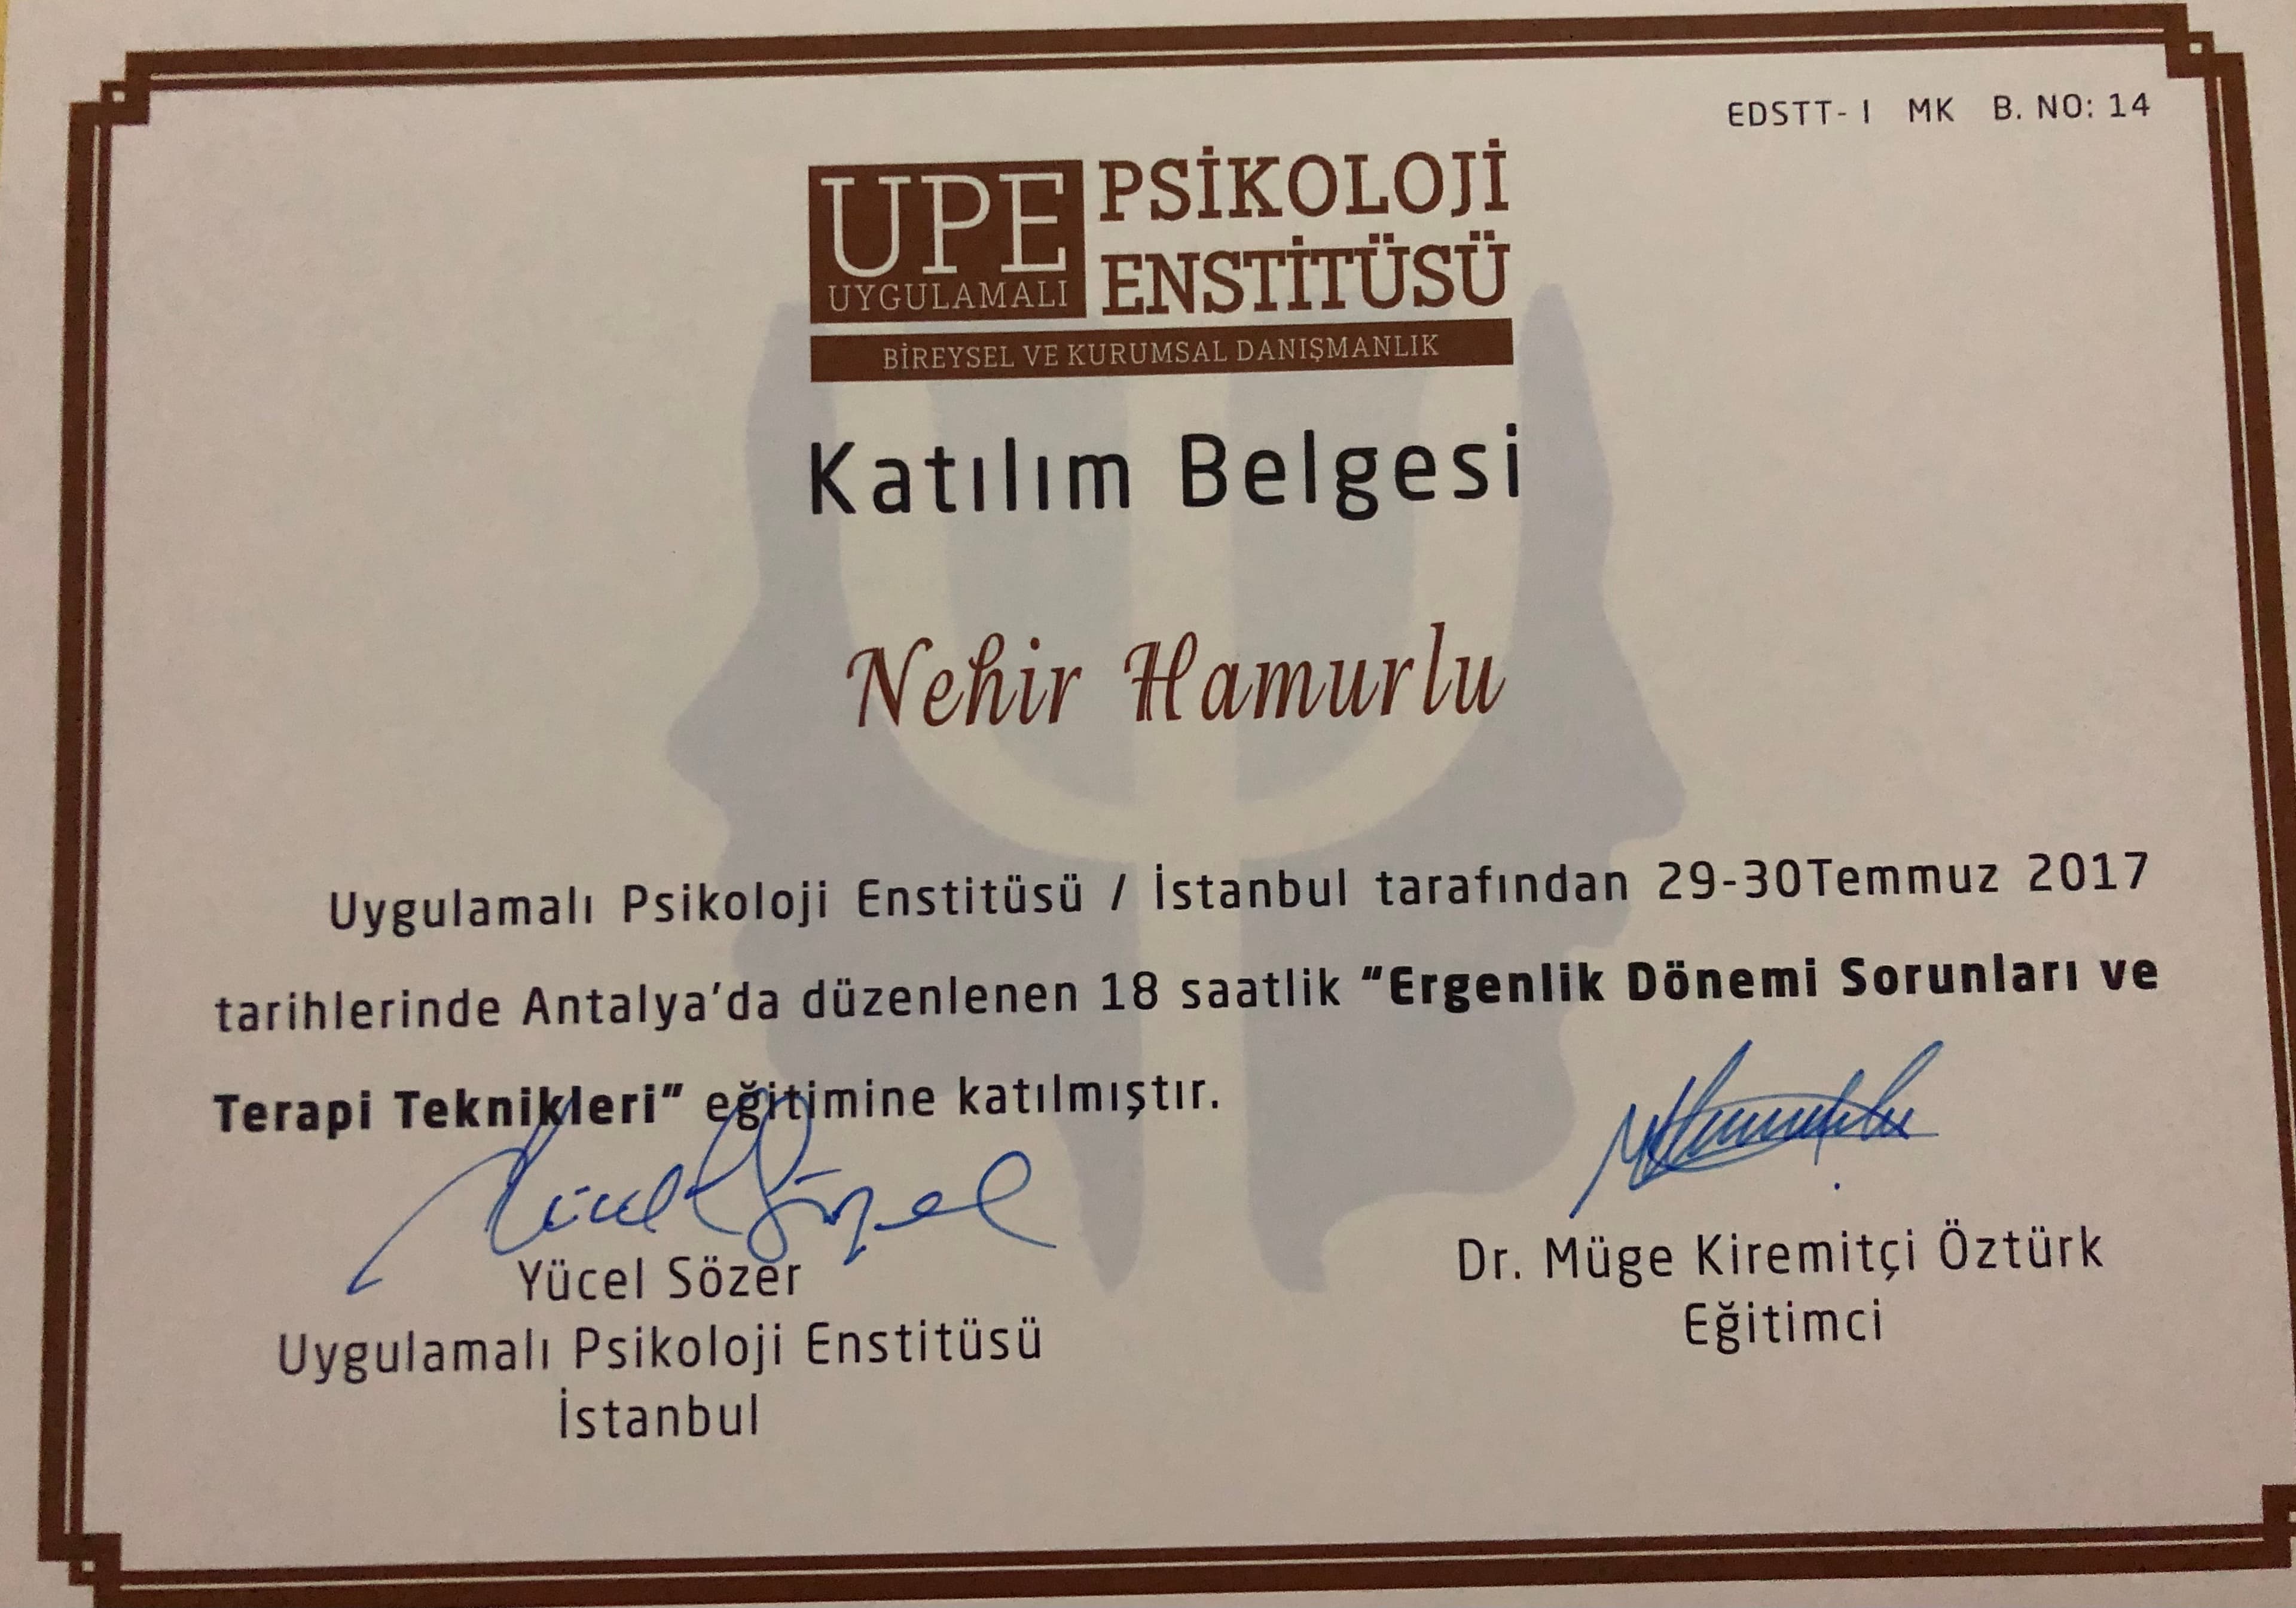 EDSTT- I MK B. NO: 14
UPE
UYGULAMALI
PSİKOLOJİ
ENSTİTÜSÜ
BİREYSEL VE KURUMSAL DANIŞMANLIK
Katılım Belgesi
Nehir Hamurlu
Uygulamalı Psikoloji Enstitüsü / İstanbul tarafından 29-30Temmuz 2017
tarihlerinde Antalya’da düzenlenen 18 saatlik “Ergenlik Dönemi Sorunları ve
Terapi Teknikleri” eğitimine katılmıştır.
Yücel Sözer
Yücel Sözer
Uygulamalı Psikoloji Enstitüsü
İstanbul
Dr. Müge Kiremitçi Öztürk
Eğitimci